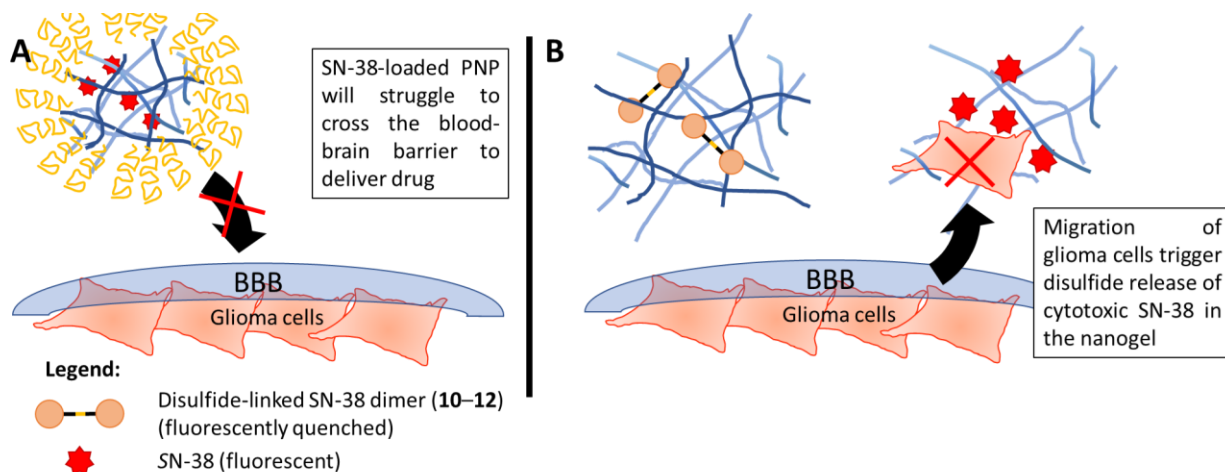 A
SN-38-loaded PNP
will struggle to
cross the blood-
brain barrier to
deliver drug
BBB
Glioma cells
Legend:
Disulfide-linked SN-38 dimer (10–12)
(fluorescently quenched)
SN-38 (fluorescent)
B
Migration of
glioma cells trigger
disulfide release of
cytotoxic SN-38 in
the nanogel
BBB
Glioma cells